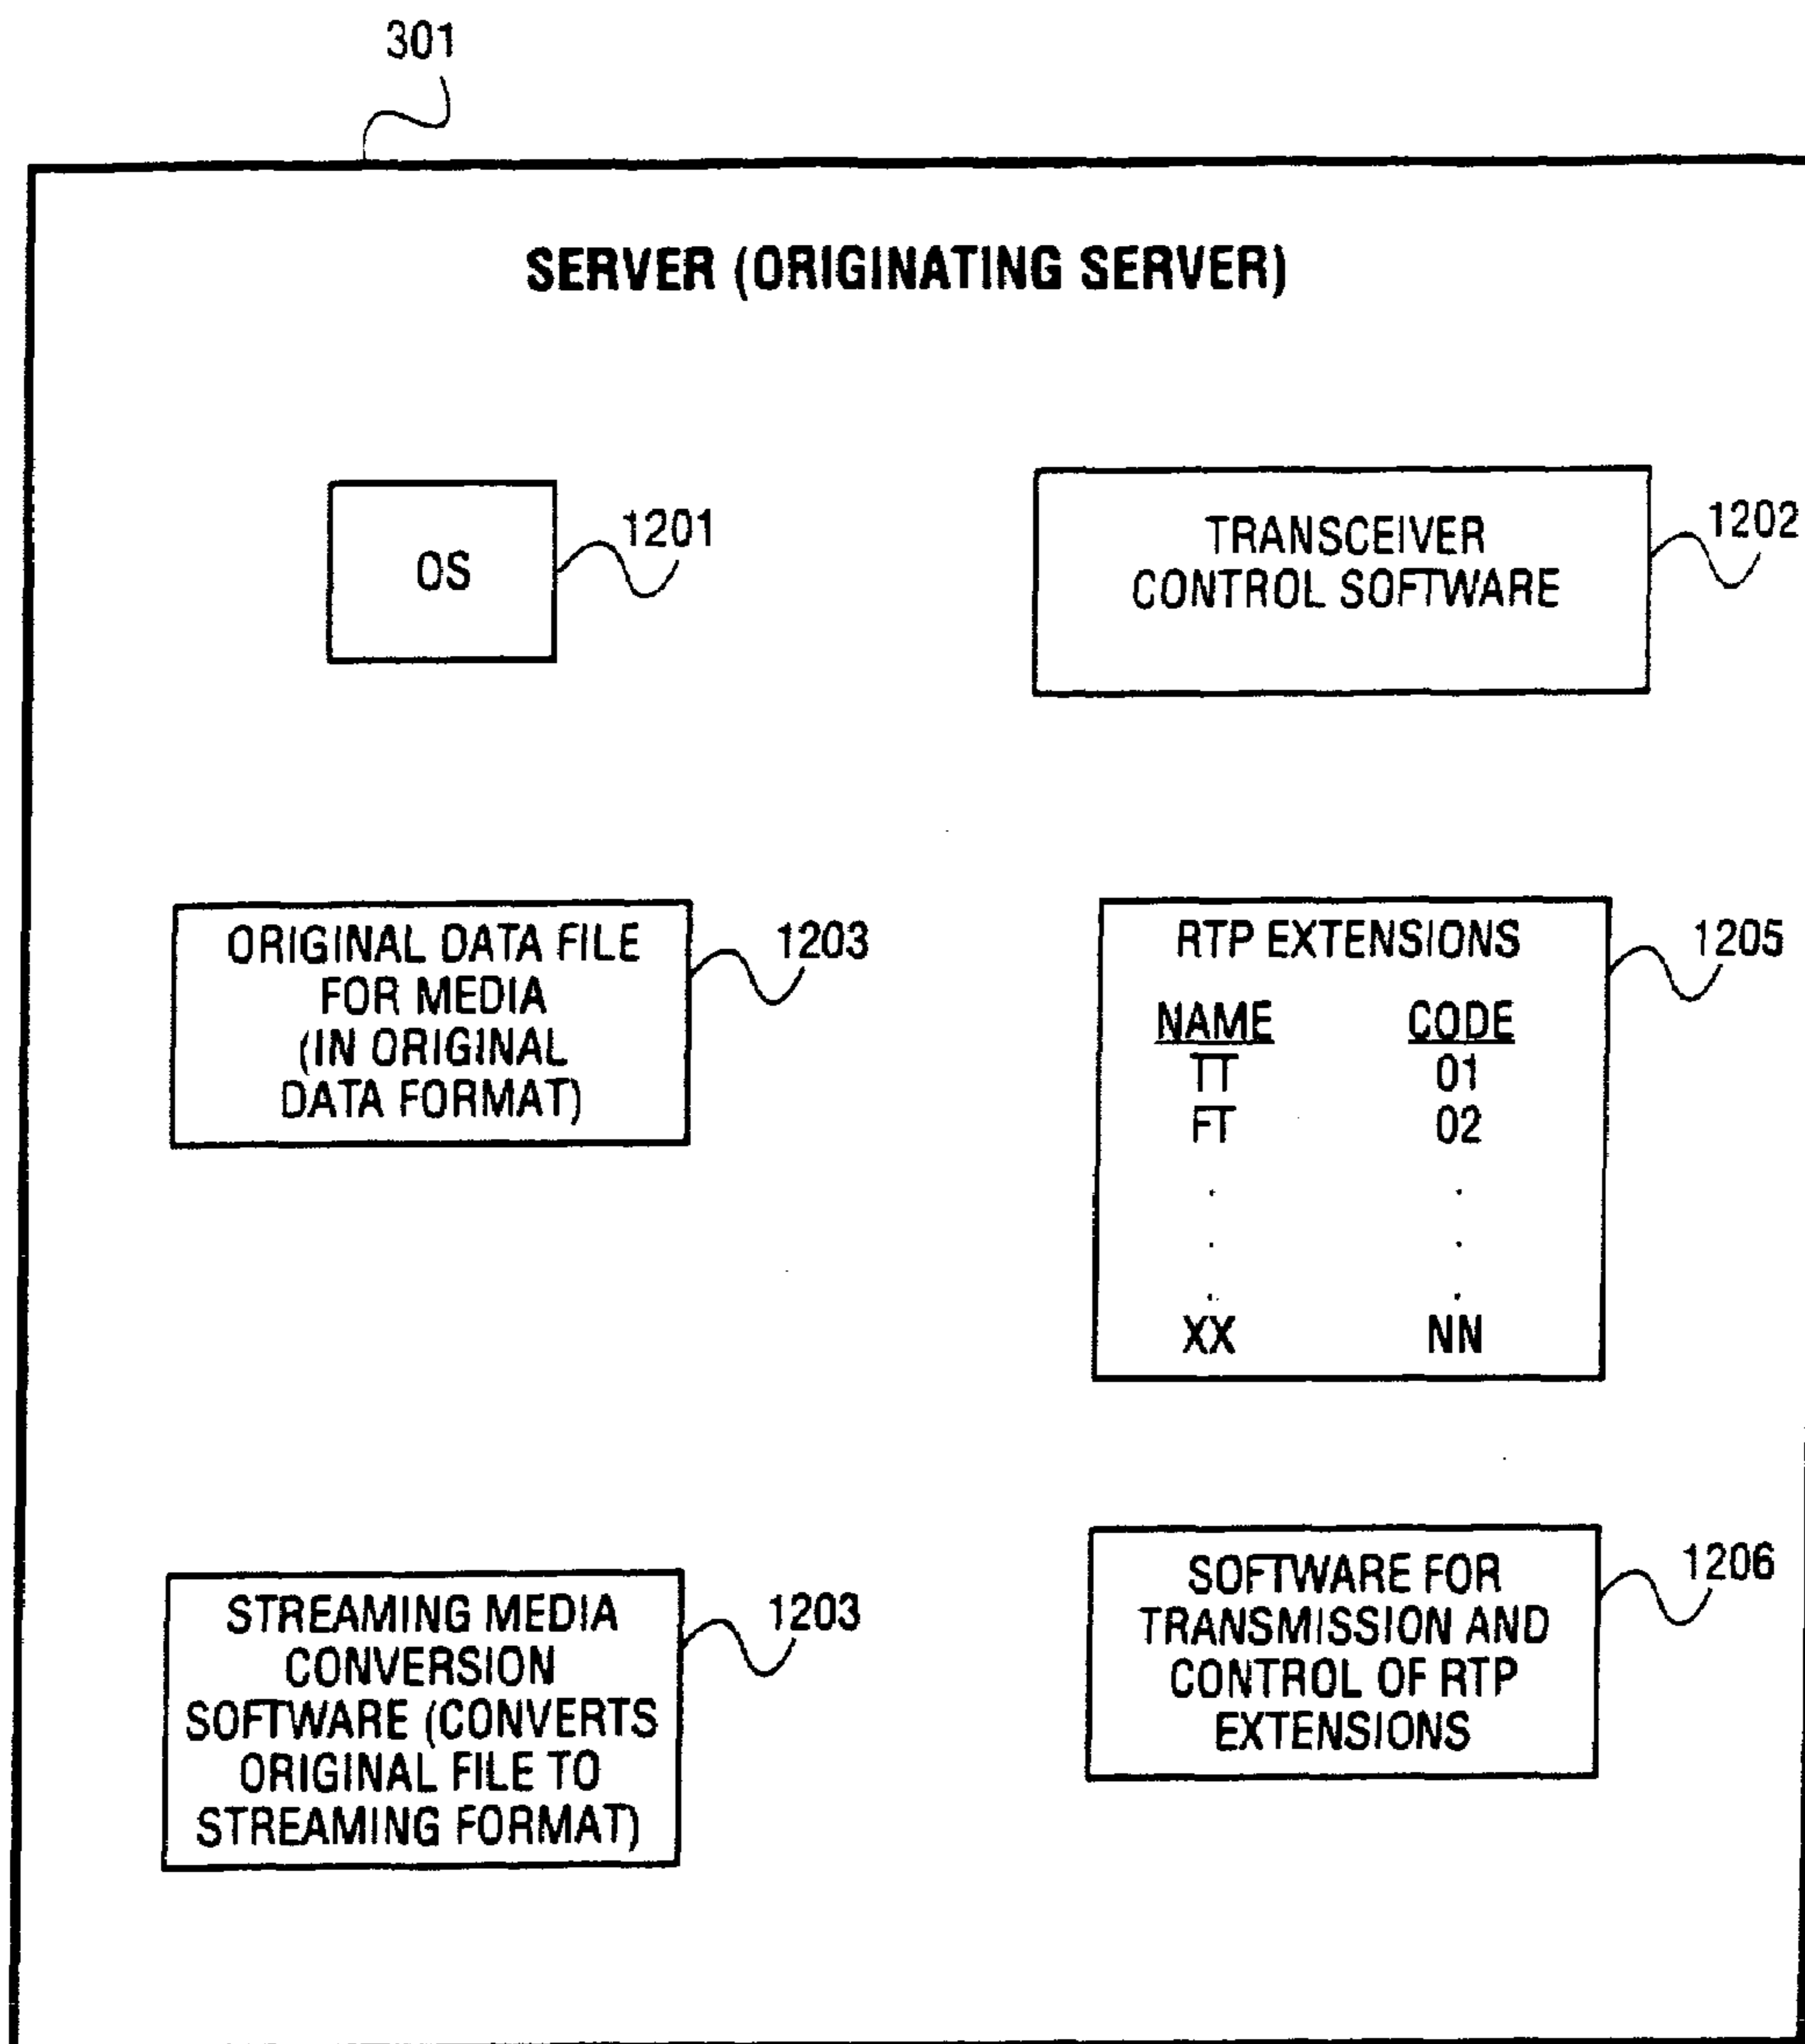 301
SERVER (ORIGINATING SERVER)
OS
1201
TRANSCEIVER
CONTROL SOFTWARE
1202
ORIGINAL DATA FILE
FOR MEDIA
(IN ORIGINAL
DATA FORMAT)
1203
RTP EXTENSIONS
NAME CODE
TT 01
FT 02
. .
. .
. .
XX NN
1205
STREAMING MEDIA
CONVERSION
SOFTWARE (CONVERTS
ORIGINAL FILE TO
STREAMING FORMAT)
1203
SOFTWARE FOR
TRANSMISSION AND
CONTROL OF RTP
EXTENSIONS
1206